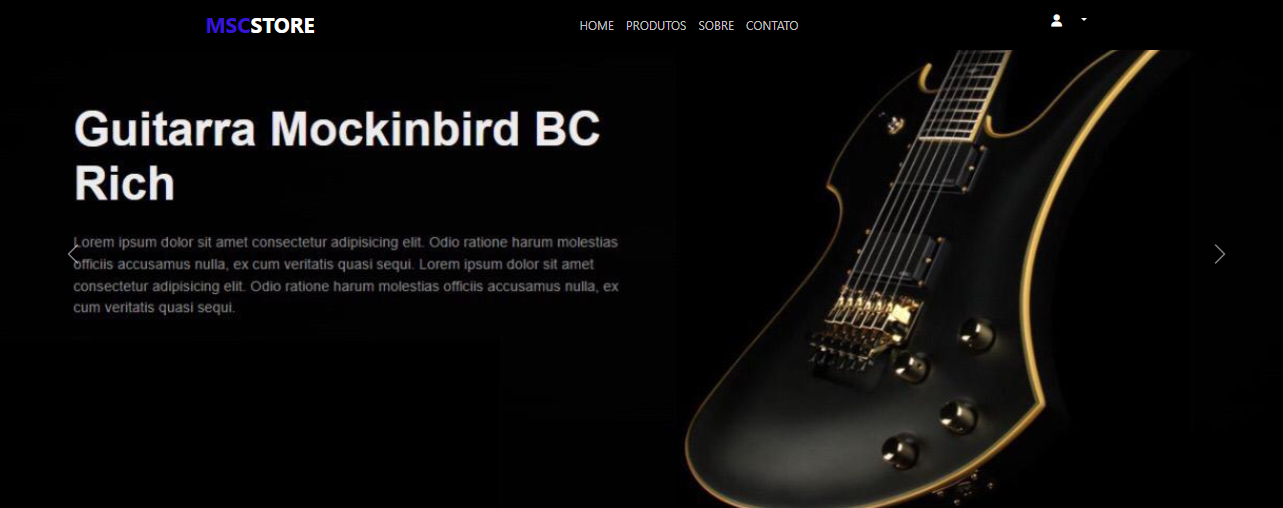 MSCSTORE
HOME PRODUTOS SOBRE CONTATO
Guitarra Mockinbird BC
Rich
Lorem ipsum dolor sit amet consectetur adipisicing elit. Odio ratione harum molestias
officiis accusamus nulla, ex cum veritatis quasi sequi. Lorem ipsum dolor sit amet
consectetur adipisicing elit. Odio ratione harum molestias officiis accusamus nulla, ex
cum veritatis quasi sequi.